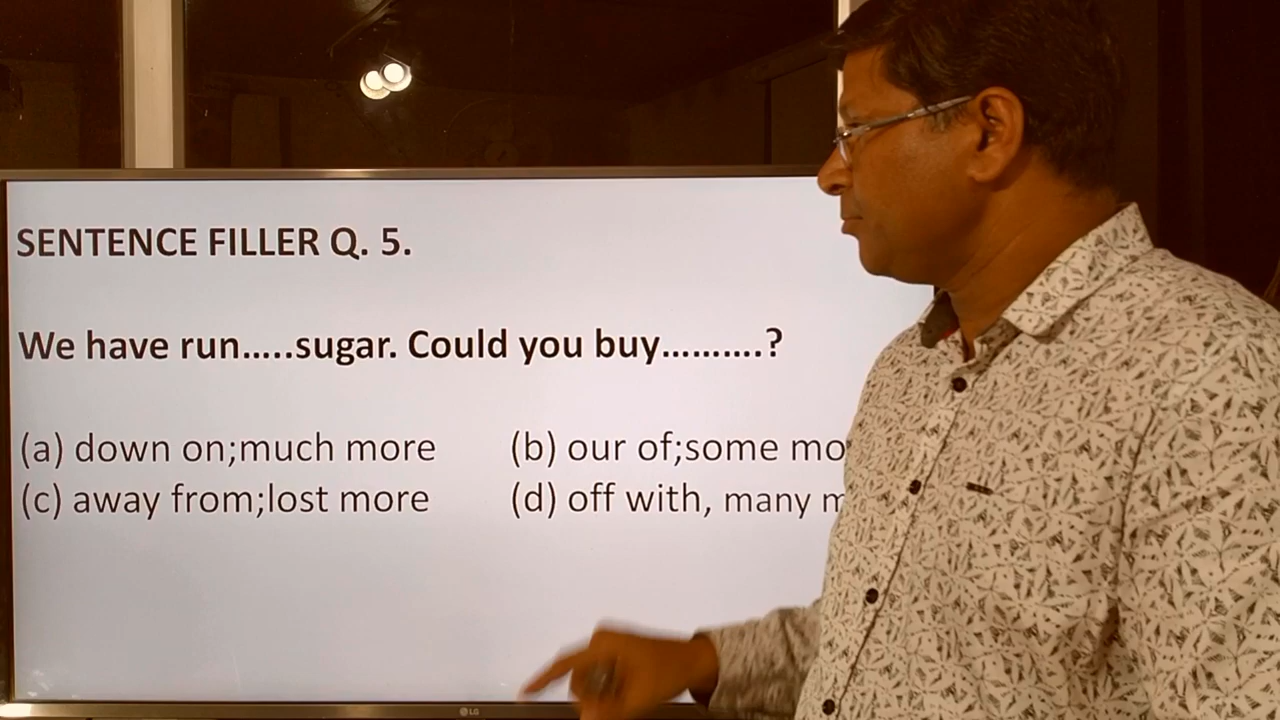 SENTENCE FILLER Q. 5.
We have run.....sugar. Could you buy..........?
(a) down on;much more (b) our of;some
(c) away from;lost more (d) off with, many
LG